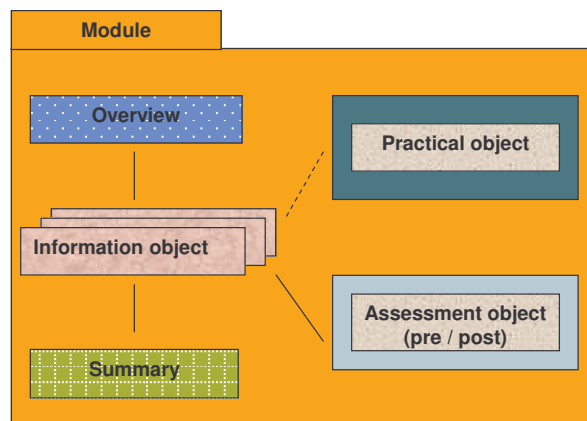 Module
Overview
Practical object
Information object
Assessment object
(pre / post)
Summary